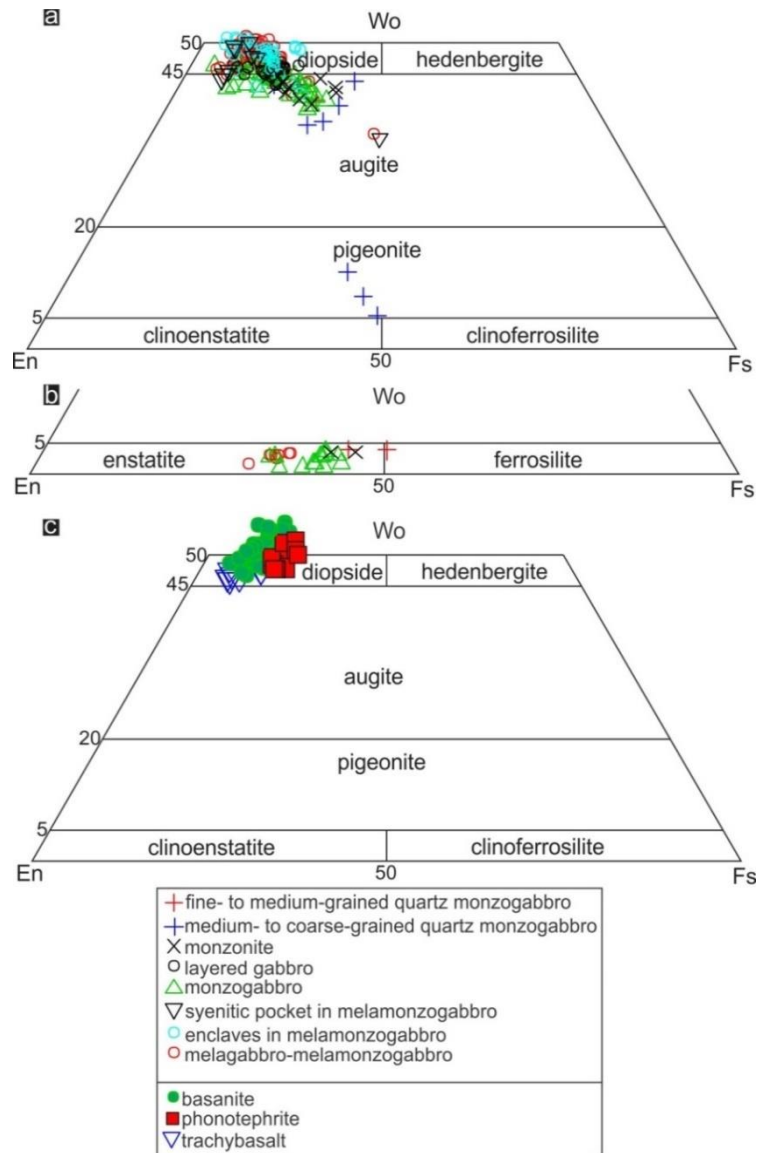 a
Wo
50
diopside hedenbergite
45
augite
20
pigeonite
5
clinoenstatite clinoferrosilite
En 50 Fs
b
Wo
5
enstatite ferrosilite
En 50 Fs
c
Wo
50
diopside hedenbergite
45
augite
20
pigeonite
5
clinoenstatite clinoferrosilite
En 50 Fs
fine- to medium-grained quartz monzogabbro
medium- to coarse-grained quartz monzogabbro
monzonite
layered gabbro
monzogabbro
syenitic pocket in melamonzogabbro
enclaves in melamonzogabbro
melagabbro-melamonzogabbro
basanite
phonotephrite
trachybasalt